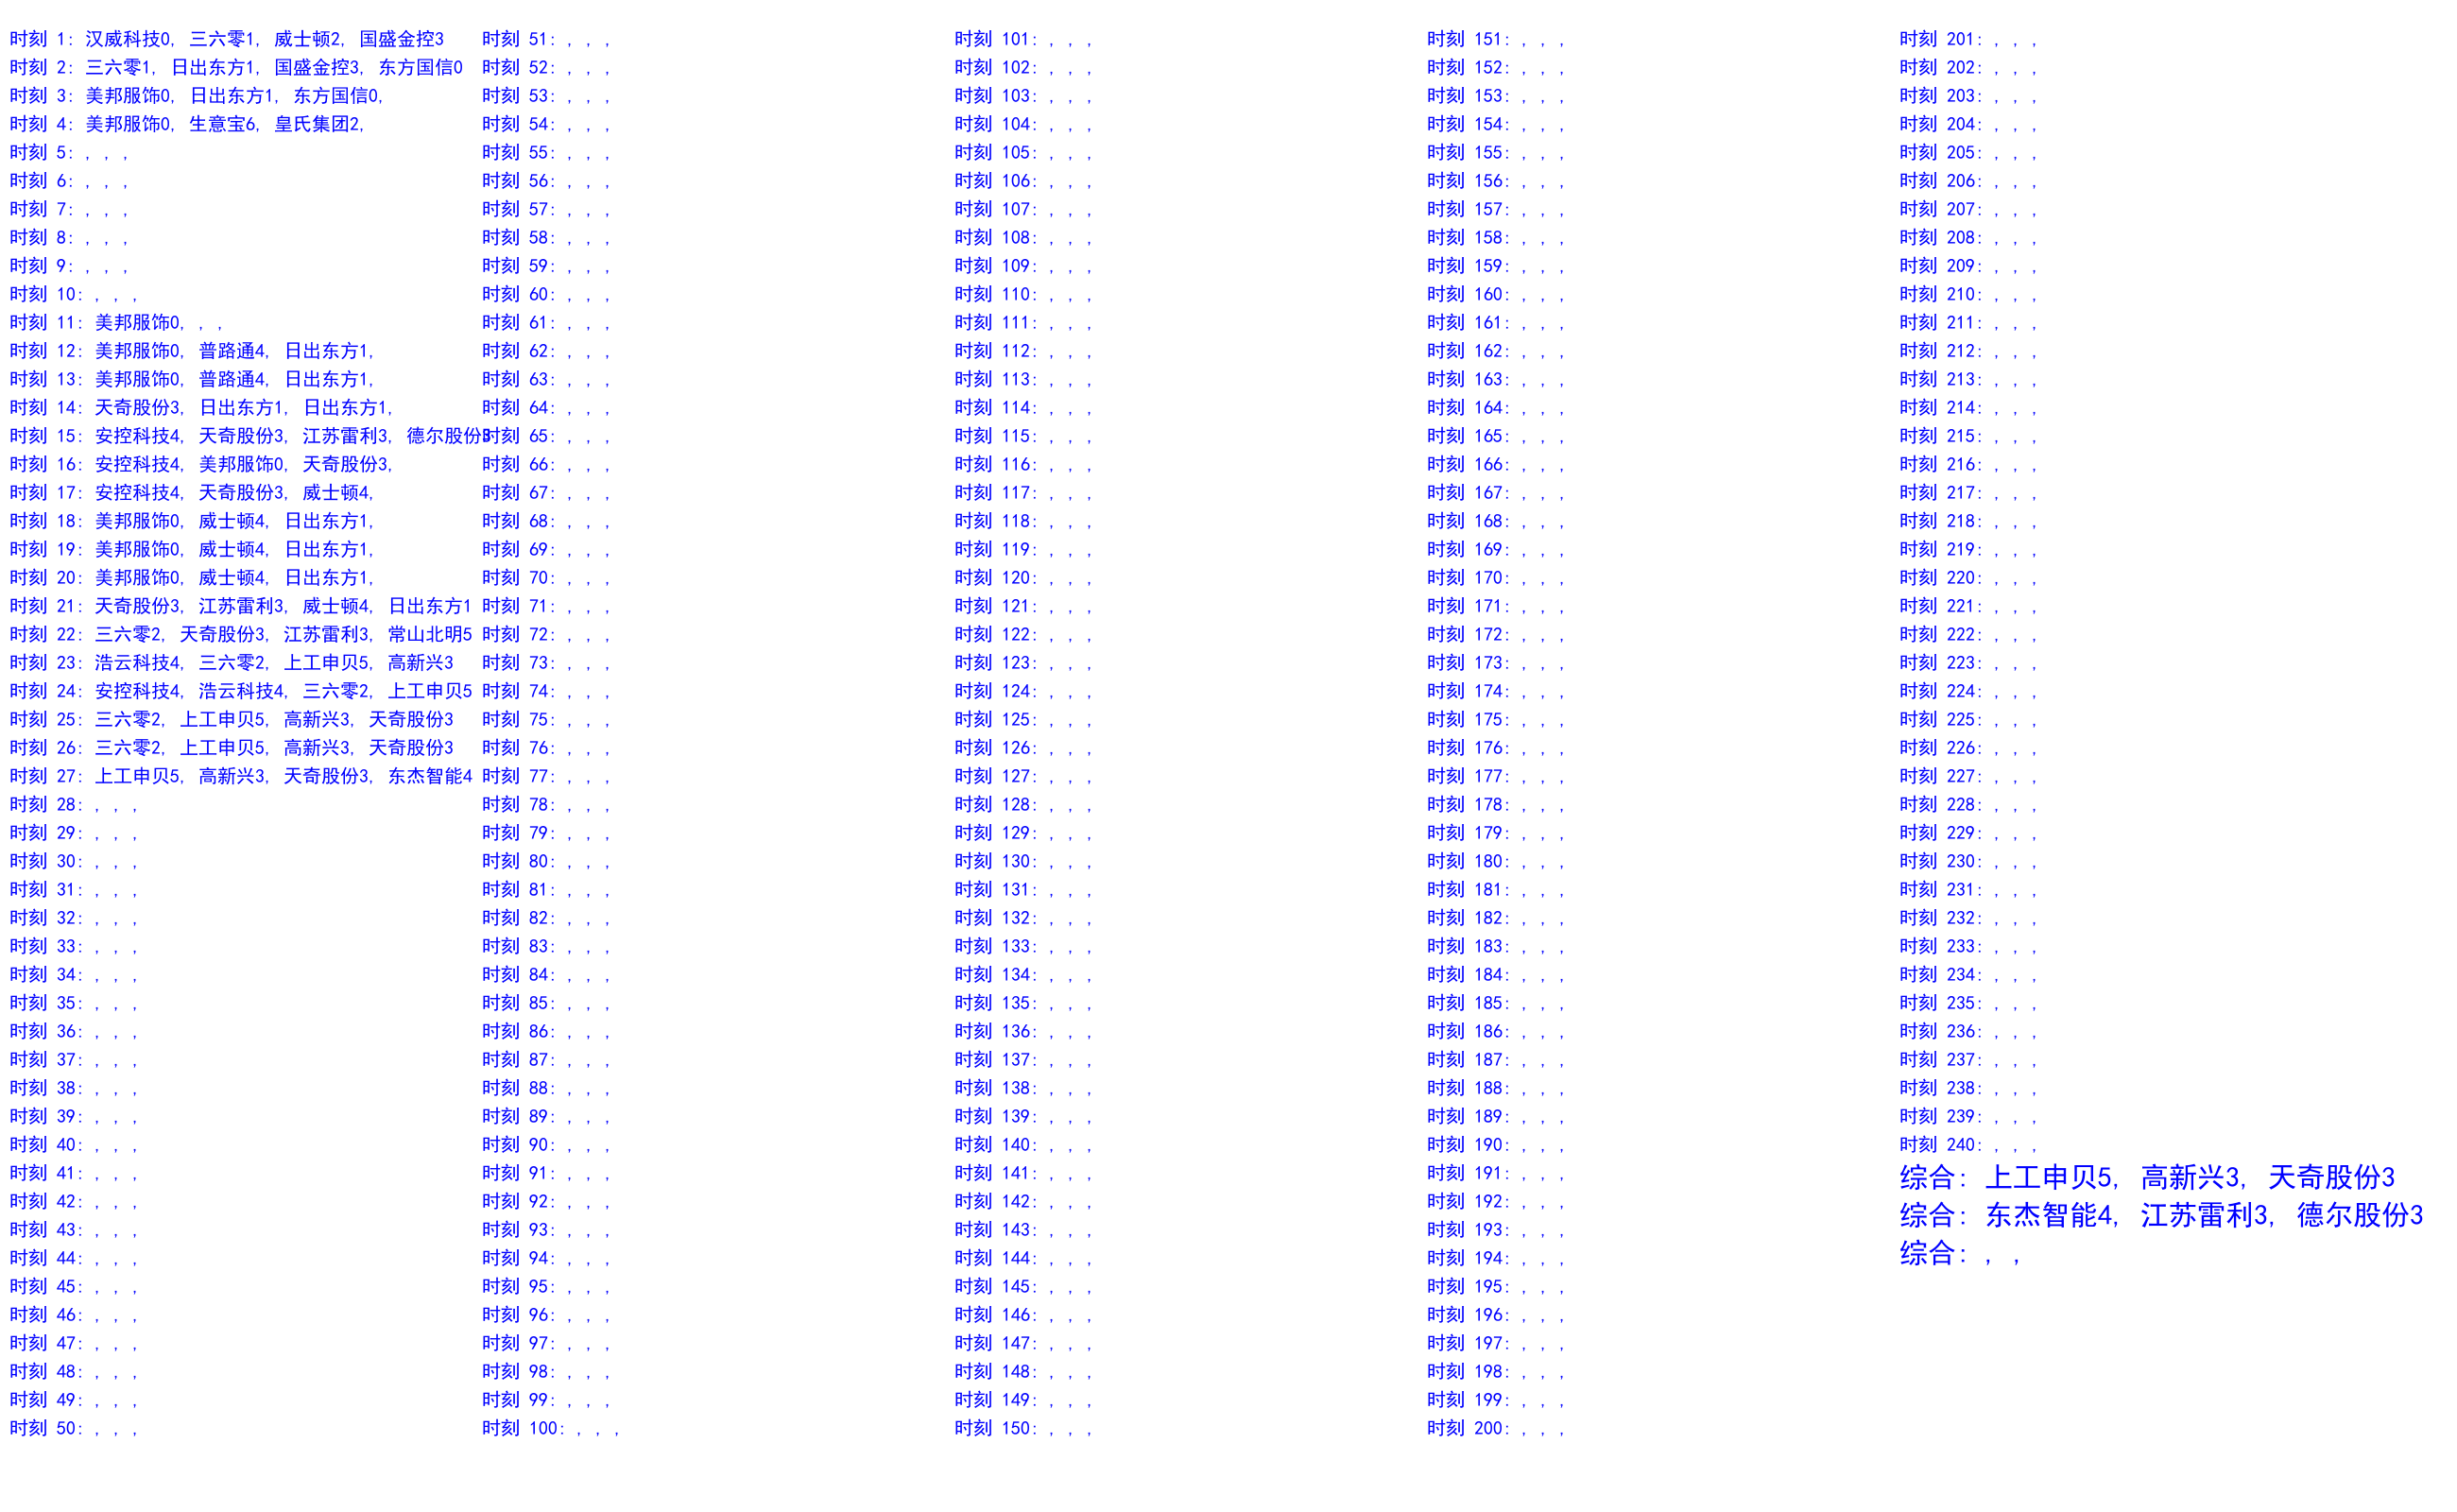 时刻 1: 汉威科技0, 三六零1, 威士顿2, 国盛金控3
时刻 2: 三六零1, 日出东方1, 国盛金控3, 东方国信0
时刻 3: 美邦服饰0, 日出东方1, 东方国信0,
时刻 4: 美邦服饰0, 生意宝6, 皇氏集团2,
时刻 5: , , ,
时刻 6: , , ,
时刻 7: , , ,
时刻 8: , , ,
时刻 9: , , ,
时刻 10: , , ,
时刻 11: 美邦服饰0, , ,
时刻 12: 美邦服饰0, 普路通4, 日出东方1,
时刻 13: 美邦服饰0, 普路通4, 日出东方1,
时刻 14: 天奇股份3, 日出东方1, 日出东方1,
时刻 15: 安控科技4, 天奇股份3, 江苏雷利3, 德尔股份3
时刻 16: 安控科技4, 美邦服饰0, 天奇股份3,
时刻 17: 安控科技4, 天奇股份3, 威士顿4,
时刻 18: 美邦服饰0, 威士顿4, 日出东方1,
时刻 19: 美邦服饰0, 威士顿4, 日出东方1,
时刻 20: 美邦服饰0, 威士顿4, 日出东方1,
时刻 21: 天奇股份3, 江苏雷利3, 威士顿4, 日出东方1
时刻 22: 三六零2, 天奇股份3, 江苏雷利3, 常山北明5
时刻 23: 浩云科技4, 三六零2, 上工申贝5, 高新兴3
时刻 24: 安控科技4, 浩云科技4, 三六零2, 上工申贝5
时刻 25: 三六零2, 上工申贝5, 高新兴3, 天奇股份3
时刻 26: 三六零2, 上工申贝5, 高新兴3, 天奇股份3
时刻 27: 上工申贝5, 高新兴3, 天奇股份3, 东杰智能4
时刻 28: , , ,
时刻 29: , , ,
时刻 30: , , ,
时刻 31: , , ,
时刻 32: , , ,
时刻 33: , , ,
时刻 34: , , ,
时刻 35: , , ,
时刻 36: , , ,
时刻 37: , , ,
时刻 38: , , ,
时刻 39: , , ,
时刻 40: , , ,
时刻 41: , , ,
时刻 42: , , ,
时刻 43: , , ,
时刻 44: , , ,
时刻 45: , , ,
时刻 46: , , ,
时刻 47: , , ,
时刻 48: , , ,
时刻 49: , , ,
时刻 50: , , ,
时刻 51: , , ,
时刻 52: , , ,
时刻 53: , , ,
时刻 54: , , ,
时刻 55: , , ,
时刻 56: , , ,
时刻 57: , , ,
时刻 58: , , ,
时刻 59: , , ,
时刻 60: , , ,
时刻 61: , , ,
时刻 62: , , ,
时刻 63: , , ,
时刻 64: , , ,
时刻 65: , , ,
时刻 66: , , ,
时刻 67: , , ,
时刻 68: , , ,
时刻 69: , , ,
时刻 70: , , ,
时刻 71: , , ,
时刻 72: , , ,
时刻 73: , , ,
时刻 74: , , ,
时刻 75: , , ,
时刻 76: , , ,
时刻 77: , , ,
时刻 78: , , ,
时刻 79: , , ,
时刻 80: , , ,
时刻 81: , , ,
时刻 82: , , ,
时刻 83: , , ,
时刻 84: , , ,
时刻 85: , , ,
时刻 86: , , ,
时刻 87: , , ,
时刻 88: , , ,
时刻 89: , , ,
时刻 90: , , ,
时刻 91: , , ,
时刻 92: , , ,
时刻 93: , , ,
时刻 94: , , ,
时刻 95: , , ,
时刻 96: , , ,
时刻 97: , , ,
时刻 98: , , ,
时刻 99: , , ,
时刻 100: , , ,
时刻 101: , , ,
时刻 102: , , ,
时刻 103: , , ,
时刻 104: , , ,
时刻 105: , , ,
时刻 106: , , ,
时刻 107: , , ,
时刻 108: , , ,
时刻 109: , , ,
时刻 110: , , ,
时刻 111: , , ,
时刻 112: , , ,
时刻 113: , , ,
时刻 114: , , ,
时刻 115: , , ,
时刻 116: , , ,
时刻 117: , , ,
时刻 118: , , ,
时刻 119: , , ,
时刻 120: , , ,
时刻 121: , , ,
时刻 122: , , ,
时刻 123: , , ,
时刻 124: , , ,
时刻 125: , , ,
时刻 126: , , ,
时刻 127: , , ,
时刻 128: , , ,
时刻 129: , , ,
时刻 130: , , ,
时刻 131: , , ,
时刻 132: , , ,
时刻 133: , , ,
时刻 134: , , ,
时刻 135: , , ,
时刻 136: , , ,
时刻 137: , , ,
时刻 138: , , ,
时刻 139: , , ,
时刻 140: , , ,
时刻 141: , , ,
时刻 142: , , ,
时刻 143: , , ,
时刻 144: , , ,
时刻 145: , , ,
时刻 146: , , ,
时刻 147: , , ,
时刻 148: , , ,
时刻 149: , , ,
时刻 150: , , ,
时刻 151: , , ,
时刻 152: , , ,
时刻 153: , , ,
时刻 154: , , ,
时刻 155: , , ,
时刻 156: , , ,
时刻 157: , , ,
时刻 158: , , ,
时刻 159: , , ,
时刻 160: , , ,
时刻 161: , , ,
时刻 162: , , ,
时刻 163: , , ,
时刻 164: , , ,
时刻 165: , , ,
时刻 166: , , ,
时刻 167: , , ,
时刻 168: , , ,
时刻 169: , , ,
时刻 170: , , ,
时刻 171: , , ,
时刻 172: , , ,
时刻 173: , , ,
时刻 174: , , ,
时刻 175: , , ,
时刻 176: , , ,
时刻 177: , , ,
时刻 178: , , ,
时刻 179: , , ,
时刻 180: , , ,
时刻 181: , , ,
时刻 182: , , ,
时刻 183: , , ,
时刻 184: , , ,
时刻 185: , , ,
时刻 186: , , ,
时刻 187: , , ,
时刻 188: , , ,
时刻 189: , , ,
时刻 190: , , ,
时刻 191: , , ,
时刻 192: , , ,
时刻 193: , , ,
时刻 194: , , ,
时刻 195: , , ,
时刻 196: , , ,
时刻 197: , , ,
时刻 198: , , ,
时刻 199: , , ,
时刻 200: , , ,
时刻 201: , , ,
时刻 202: , , ,
时刻 203: , , ,
时刻 204: , , ,
时刻 205: , , ,
时刻 206: , , ,
时刻 207: , , ,
时刻 208: , , ,
时刻 209: , , ,
时刻 210: , , ,
时刻 211: , , ,
时刻 212: , , ,
时刻 213: , , ,
时刻 214: , , ,
时刻 215: , , ,
时刻 216: , , ,
时刻 217: , , ,
时刻 218: , , ,
时刻 219: , , ,
时刻 220: , , ,
时刻 221: , , ,
时刻 222: , , ,
时刻 223: , , ,
时刻 224: , , ,
时刻 225: , , ,
时刻 226: , , ,
时刻 227: , , ,
时刻 228: , , ,
时刻 229: , , ,
时刻 230: , , ,
时刻 231: , , ,
时刻 232: , , ,
时刻 233: , , ,
时刻 234: , , ,
时刻 235: , , ,
时刻 236: , , ,
时刻 237: , , ,
时刻 238: , , ,
时刻 239: , , ,
时刻 240: , , ,
综合: 上工申贝5, 高新兴3, 天奇股份3
综合: 东杰智能4, 江苏雷利3, 德尔股份3
综合: , ,